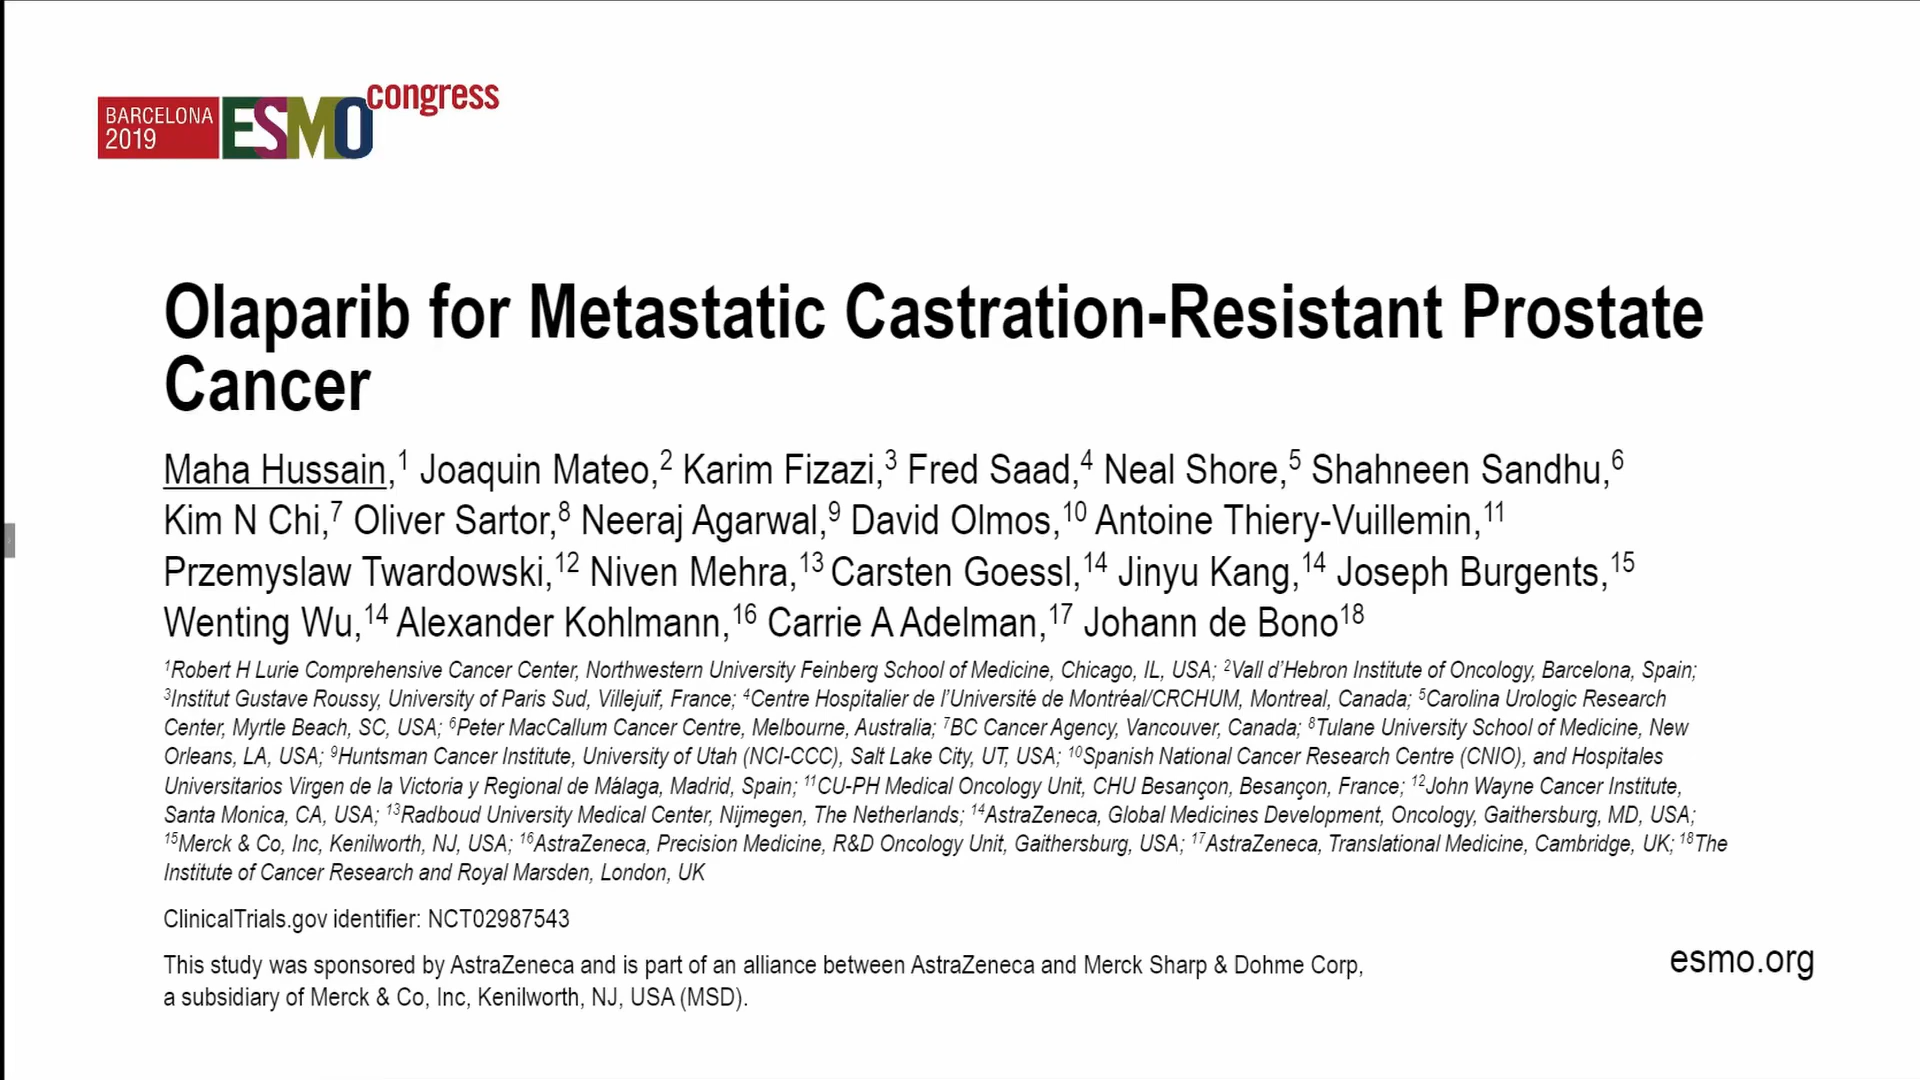 BARCELONA
2019
ESMO
congress
Olaparib for Metastatic Castration-Resistant Prostate
Cancer
Maha Hussain,¹ Joaquin Mateo,² Karim Fizazi,³ Fred Saad,⁴ Neal Shore,⁵ Shahneen Sandhu,⁶
Kim N Chi,⁷ Oliver Sartor,⁸ Neeraj Agarwal,⁹ David Olmos,¹⁰ Antoine Thiery-Vuillemin,¹¹
Przemyslaw Twardowski,¹² Niven Mehra,¹³ Carsten Goessl,¹⁴ Jinyu Kang,¹⁴ Joseph Burgents,¹⁵
Wenting Wu,¹⁴ Alexander Kohlmann,¹⁶ Carrie A Adelman,¹⁷ Johann de Bono¹⁸
¹Robert H Lurie Comprehensive Cancer Center, Northwestern University Feinberg School of Medicine, Chicago, IL, USA; ²Vall d'Hebron Institute of Oncology, Barcelona, Spain;
³Institut Gustave Roussy, University of Paris Sud, Villejuif, France; ⁴Centre Hospitalier de l'Université de Montréal/CRCHUM, Montreal, Canada; ⁵Carolina Urologic Research
Center, Myrtle Beach, SC, USA; ⁶Peter MacCallum Cancer Centre, Melbourne, Australia; ⁷BC Cancer Agency, Vancouver, Canada; ⁸Tulane University School of Medicine, New
Orleans, LA, USA; ⁹Huntsman Cancer Institute, University of Utah (NCI-CCC), Salt Lake City, UT, USA; ¹⁰Spanish National Cancer Research Centre (CNIO), and Hospitales
Universitarios Virgen de la Victoria y Regional de Málaga, Madrid, Spain; ¹¹CU-PH Medical Oncology Unit, CHU Besançon, Besançon, France; ¹²John Wayne Cancer Institute,
Santa Monica, CA, USA; ¹³Radboud University Medical Center, Nijmegen, The Netherlands; ¹⁴AstraZeneca, Global Medicines Development, Oncology, Gaithersburg, MD, USA;
¹⁵Merck & Co, Inc, Kenilworth, NJ, USA; ¹⁶AstraZeneca, Precision Medicine, R&D Oncology Unit, Gaithersburg, USA; ¹⁷AstraZeneca, Translational Medicine, Cambridge, UK; ¹⁸The
Institute of Cancer Research and Royal Marsden, London, UK
ClinicalTrials.gov identifier: NCT02987543
This study was sponsored by AstraZeneca and is part of an alliance between AstraZeneca and Merck Sharp & Dohme Corp,
a subsidiary of Merck & Co, Inc, Kenilworth, NJ, USA (MSD).
esmo.org